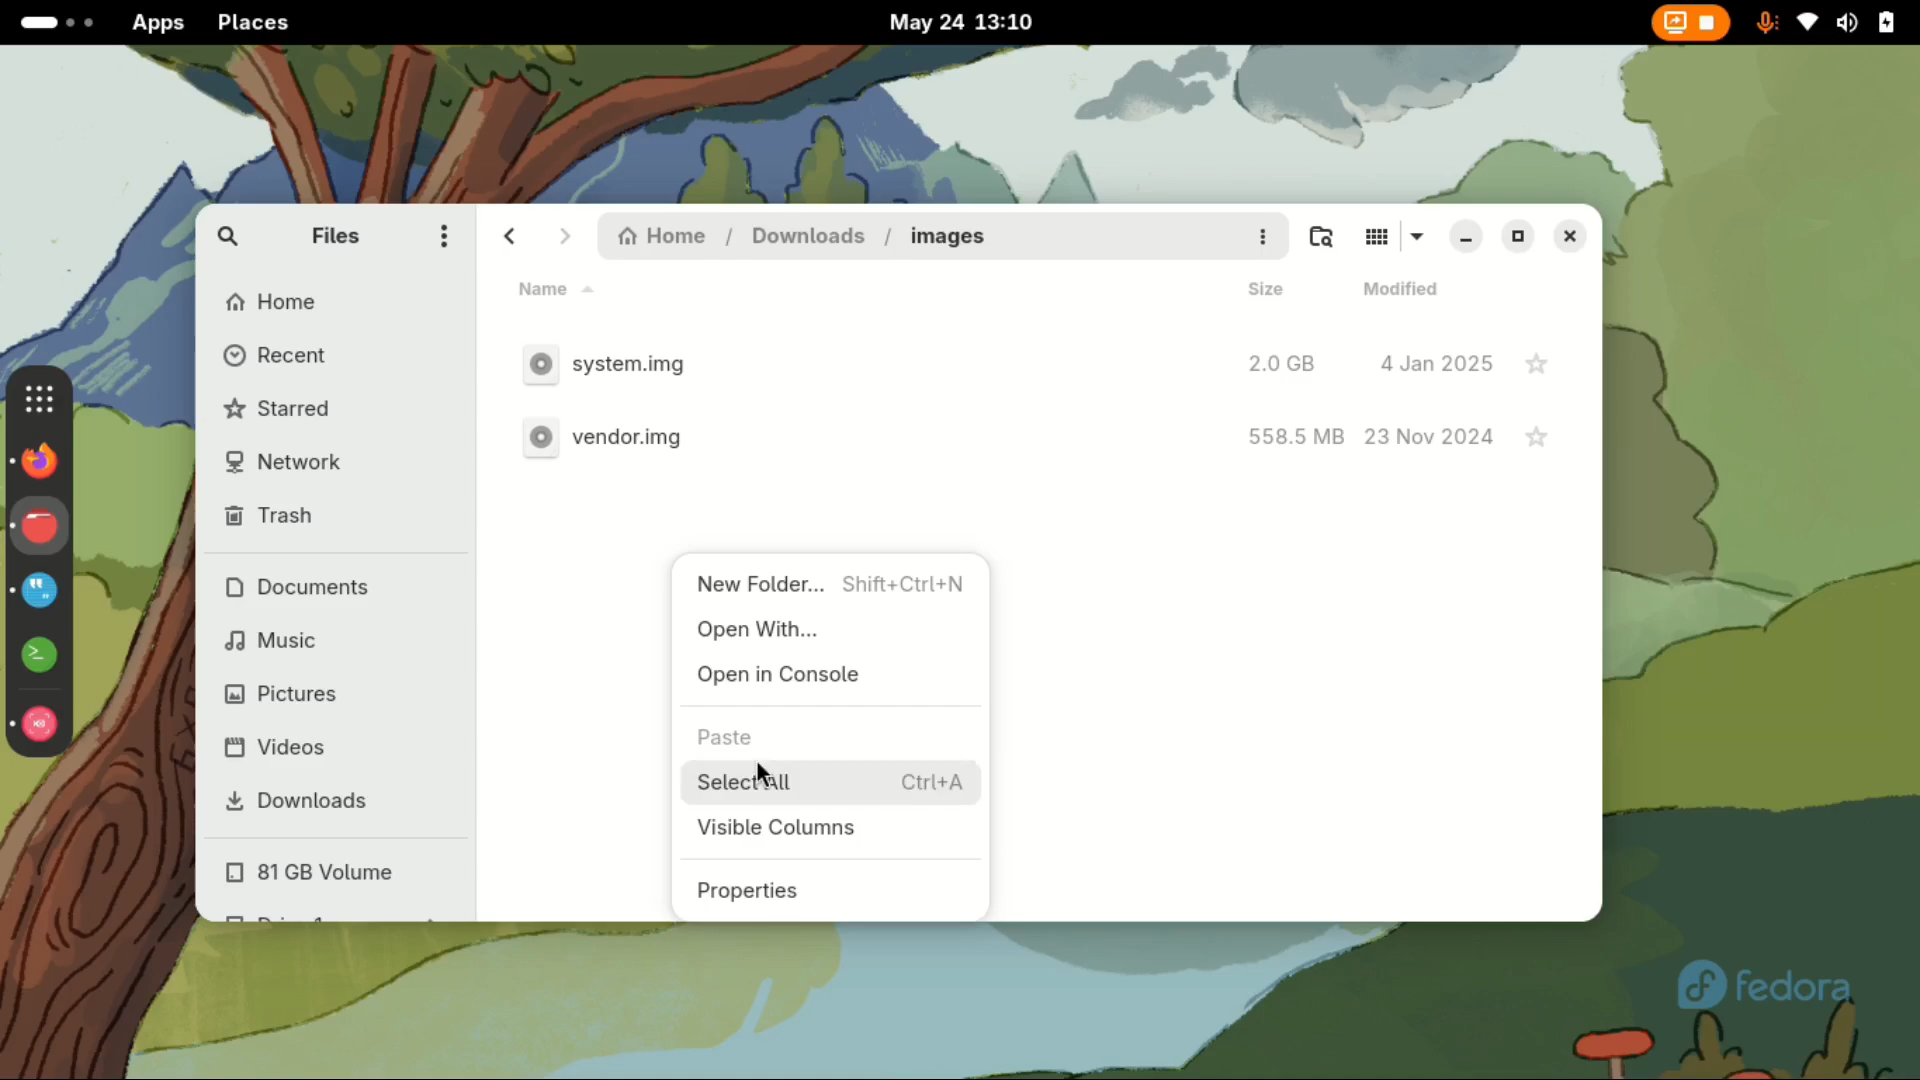 Apps Places May 24 13:10
Files
Home / Downloads / images
Name Size Modified
Home
Recent
Starred
Network
Trash
Documents
Music
Pictures
Videos
Downloads
81 GB Volume
system.img 2.0 GB 4 Jan 2025
vendor.img 558.5 MB 23 Nov 2024
New Folder... Shift+Ctrl+N
Open With...
Open in Console
Paste
Select All Ctrl+A
Visible Columns
Properties
fedora